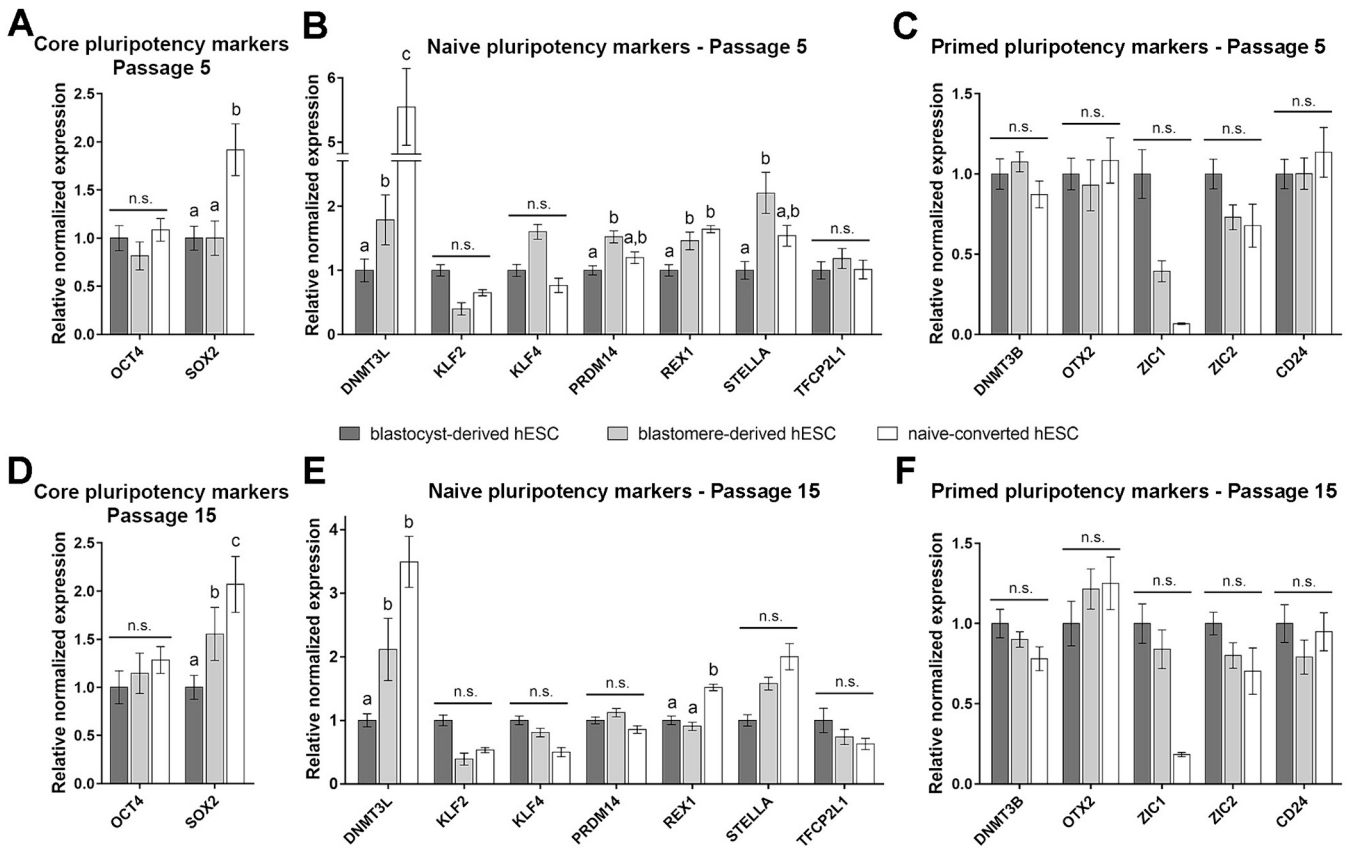 A
Core pluripotency markers
Passage 5
Relative normalized expression
2.5
2.0
1.5
1.0
0.5
0.0
n.s.
a
a
b
OCT4
SOX2
B
Naive pluripotency markers - Passage 5
Relative normalized expression
6
5
2
1
0
a
b
c
n.s.
n.s.
a
b
a,b
a
b
b
a
b
a,b
n.s.
DNMT3L
KLF2
KLF4
PRDM14
REX1
STELLA
TFCP2L1
C
Primed pluripotency markers - Passage 5
Relative normalized expression
1.5
1.0
0.5
0.0
n.s.
n.s.
n.s.
n.s.
n.s.
DNMT3B
OTX2
ZIC1
ZIC2
CD24
blastocyst-derived hESC
blastomere-derived hESC
naive-converted hESC
D
Core pluripotency markers
Passage 15
Relative normalized expression
2.5
2.0
1.5
1.0
0.5
0.0
n.s.
a
b
c
OCT4
SOX2
E
Naive pluripotency markers - Passage 15
Relative normalized expression
4
3
2
1
0
a
b
b
n.s.
n.s.
n.s.
a
a
b
n.s.
n.s.
DNMT3L
KLF2
KLF4
PRDM14
REX1
STELLA
TFCP2L1
F
Primed pluripotency markers - Passage 15
Relative normalized expression
1.5
1.0
0.5
0.0
n.s.
n.s.
n.s.
n.s.
n.s.
DNMT3B
OTX2
ZIC1
ZIC2
CD24